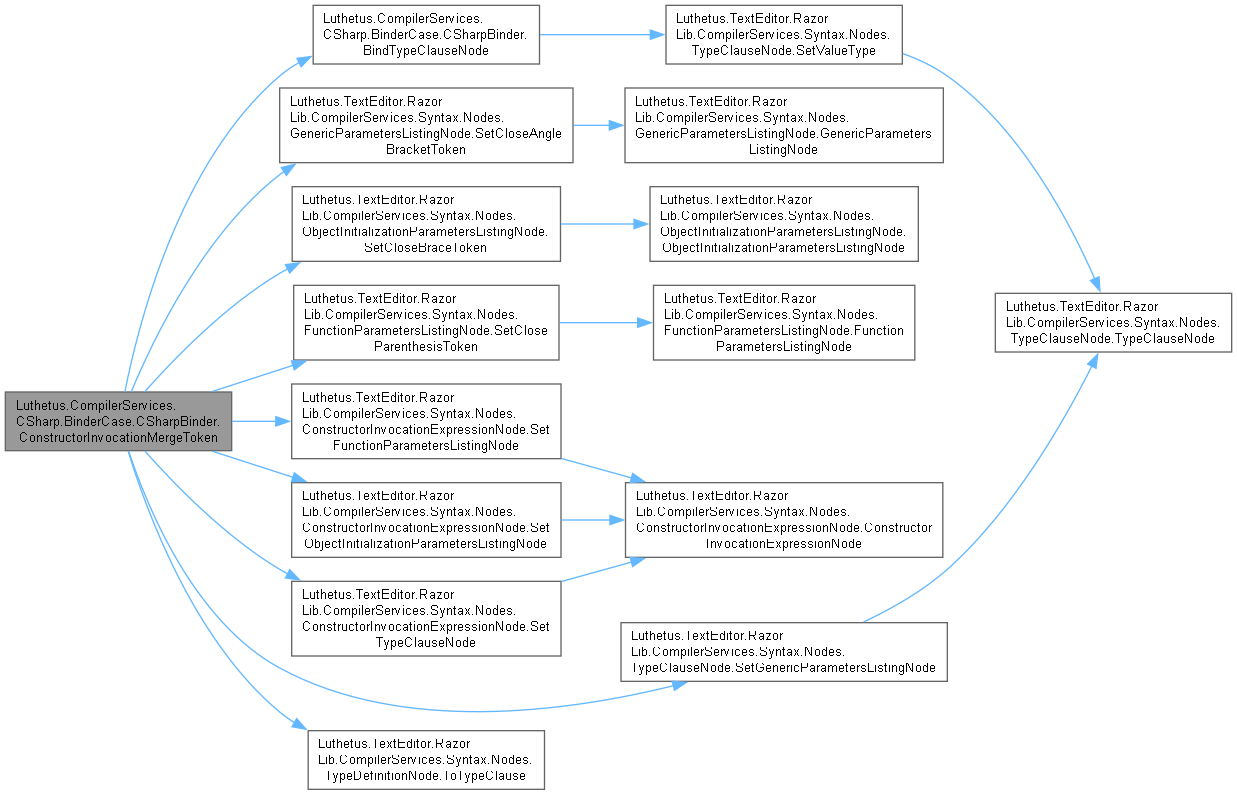 Luthetus.CompilerServices.
CSharp.BinderCase.CSharpBinder.
BindTypeClauseNode
Luthetus.TextEditor.Razor
Lib.CompilerServices.Syntax.Nodes.
TypeClauseNode.SetValueType
Luthetus.TextEditor.Razor
Lib.CompilerServices.Syntax.Nodes.
GenericParametersListingNode.SetCloseAngle
BracketToken
Luthetus.TextEditor.Razor
Lib.CompilerServices.Syntax.Nodes.
GenericParametersListingNode.GenericParameters
ListingNode
Luthetus.TextEditor.Razor
Lib.CompilerServices.Syntax.Nodes.
ObjectInitializationParametersListingNode.
SetCloseBraceToken
Luthetus.TextEditor.Razor
Lib.CompilerServices.Syntax.Nodes.
ObjectInitializationParametersListingNode.
ObjectInitializationParametersListingNode
Luthetus.TextEditor.Razor
Lib.CompilerServices.Syntax.Nodes.
FunctionParametersListingNode.SetClose
ParenthesisToken
Luthetus.TextEditor.Razor
Lib.CompilerServices.Syntax.Nodes.
FunctionParametersListingNode.Function
ParametersListingNode
Luthetus.TextEditor.Razor
Lib.CompilerServices.Syntax.Nodes.
TypeClauseNode.TypeClauseNode
Luthetus.CompilerServices.
CSharp.BinderCase.CSharpBinder.
ConstructorInvocationMergeToken
Luthetus.TextEditor.Razor
Lib.CompilerServices.Syntax.Nodes.
ConstructorInvocationExpressionNode.Set
FunctionParametersListingNode
Luthetus.TextEditor.Razor
Lib.CompilerServices.Syntax.Nodes.
ConstructorInvocationExpressionNode.Set
ObjectInitializationParametersListingNode
Luthetus.TextEditor.Razor
Lib.CompilerServices.Syntax.Nodes.
ConstructorInvocationExpressionNode.Constructor
InvocationExpressionNode
Luthetus.TextEditor.Razor
Lib.CompilerServices.Syntax.Nodes.
ConstructorInvocationExpressionNode.Set
TypeClauseNode
Luthetus.TextEditor.Razor
Lib.CompilerServices.Syntax.Nodes.
TypeClauseNode.SetGenericParametersListingNode
Luthetus.TextEditor.Razor
Lib.CompilerServices.Syntax.Nodes.
TypeDefinitionNode.ToTypeClause